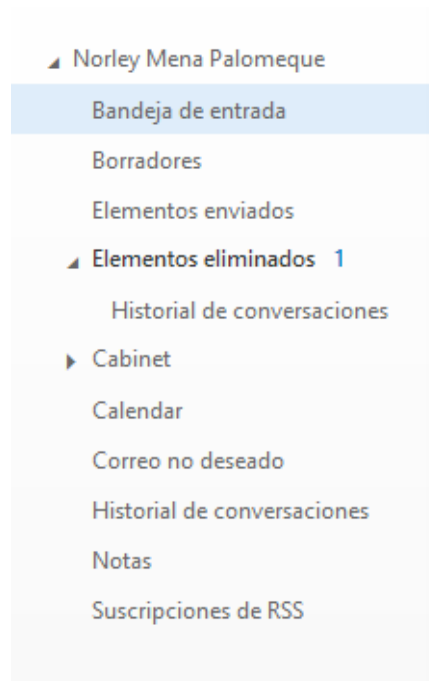 Norley Mena Palomeque
Bandeja de entrada
Borradores
Elementos enviados
Elementos eliminados 1
Historial de conversaciones
Cabinet
Calendar
Correo no deseado
Historial de conversaciones
Notas
Suscripciones de RSS